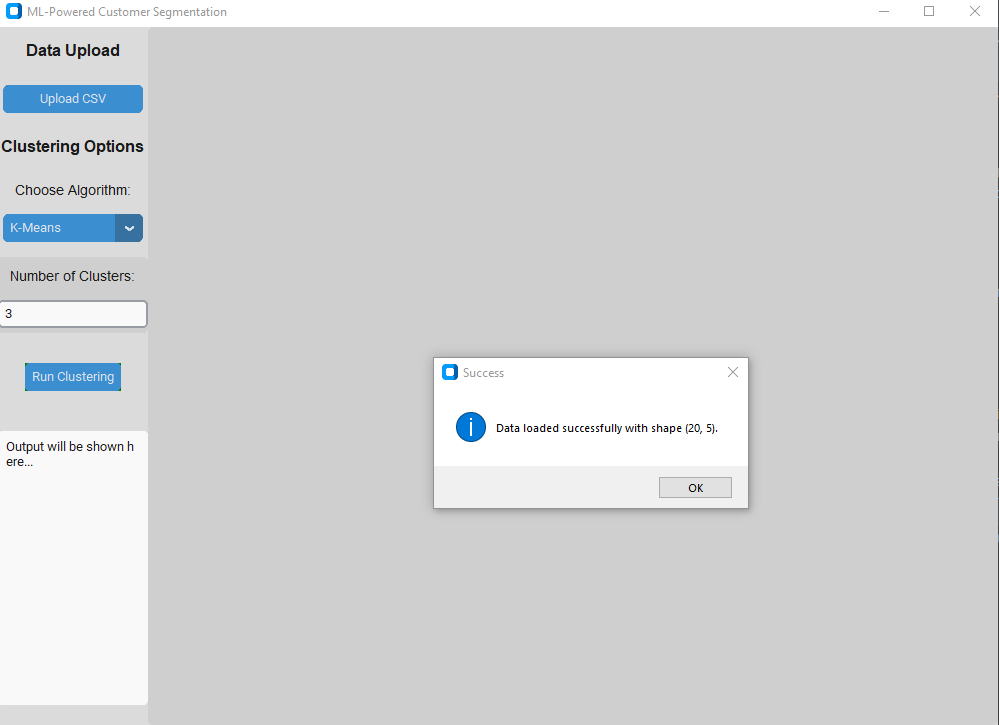 ML-Powered Customer Segmentation
Data Upload
Upload CSV
Clustering Options
Choose Algorithm:
K-Means
Number of Clusters:
3
Run Clustering
Output will be shown h
ere...
Success
Data loaded successfully with shape (20, 5).
OK